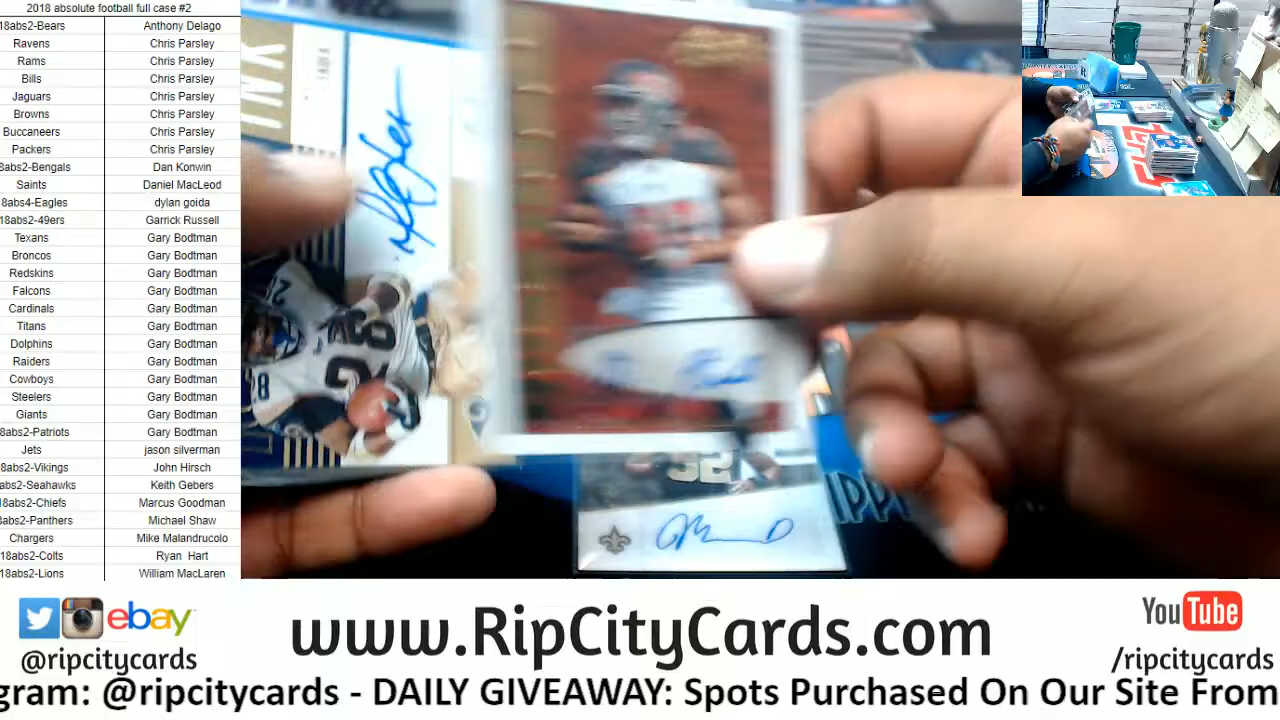 2018 absolute football full case #2
18abs2-Bears Anthony Delago
Ravens Chris Parsley
Rams Chris Parsley
Bills Chris Parsley
Jaguars Chris Parsley
Browns Chris Parsley
Buccaneers Chris Parsley
Packers Chris Parsley
8abs2-Bengals Dan Konwin
Saints Daniel MacLeod
8abs4-Eagles dylan goida
18abs2-49ers Garrick Russell
Texans Gary Bodtman
Broncos Gary Bodtman
Redskins Gary Bodtman
Falcons Gary Bodtman
Cardinals Gary Bodtman
Titans Gary Bodtman
Dolphins Gary Bodtman
Raiders Gary Bodtman
Cowboys Gary Bodtman
Steelers Gary Bodtman
Giants Gary Bodtman
8abs2-Patriots Gary Bodtman
Jets jason silverman
8abs2-Vikings John Hirsch
abs2-Seahawks Keith Gebers
8abs2-Chiefs Marcus Goodman
abs2-Panthers Michael Shaw
Chargers Mike Malandrucolo
18abs2-Colts Ryan Hart
18abs2-Lions William MacLaren
INK
28
32
ebay
@ripcitycards
www.RipCityCards.com
YouTube
/ripcitycards
gram: @ripcitycards - DAILY GIVEAWAY: Spots Purchased On Our Site From